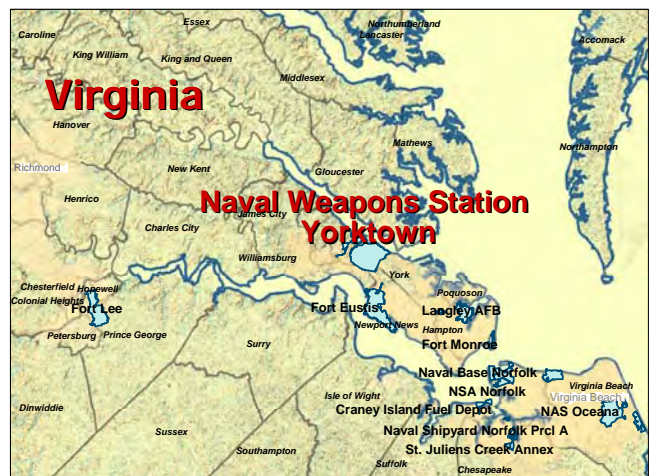 Essex
Northumberland
Lancaster
Caroline
Accomack
King William
King and Queen
Middlesex
Virginia
Hanover
Mathews
Northampton
Richmond
New Kent
Gloucester
Henrico
Naval Weapons Station
Yorktown
James City
Charles City
Williamsburg
York
Chesterfield
Hopewell
Poquoson
Colonial Heights
Fort Lee
Fort Eustis
Langley AFB
Newport News
Hampton
Petersburg
Prince George
Surry
Fort Monroe
Naval Base Norfolk
Virginia Beach
NSA Norfolk
Isle of Wight
Virginia Beach
Dinwiddie
Craney Island Fuel Depot
NAS Oceana
Sussex
Naval Shipyard Norfolk Prcl A
Southampton
St. Juliens Creek Annex
Suffolk
Chesapeake